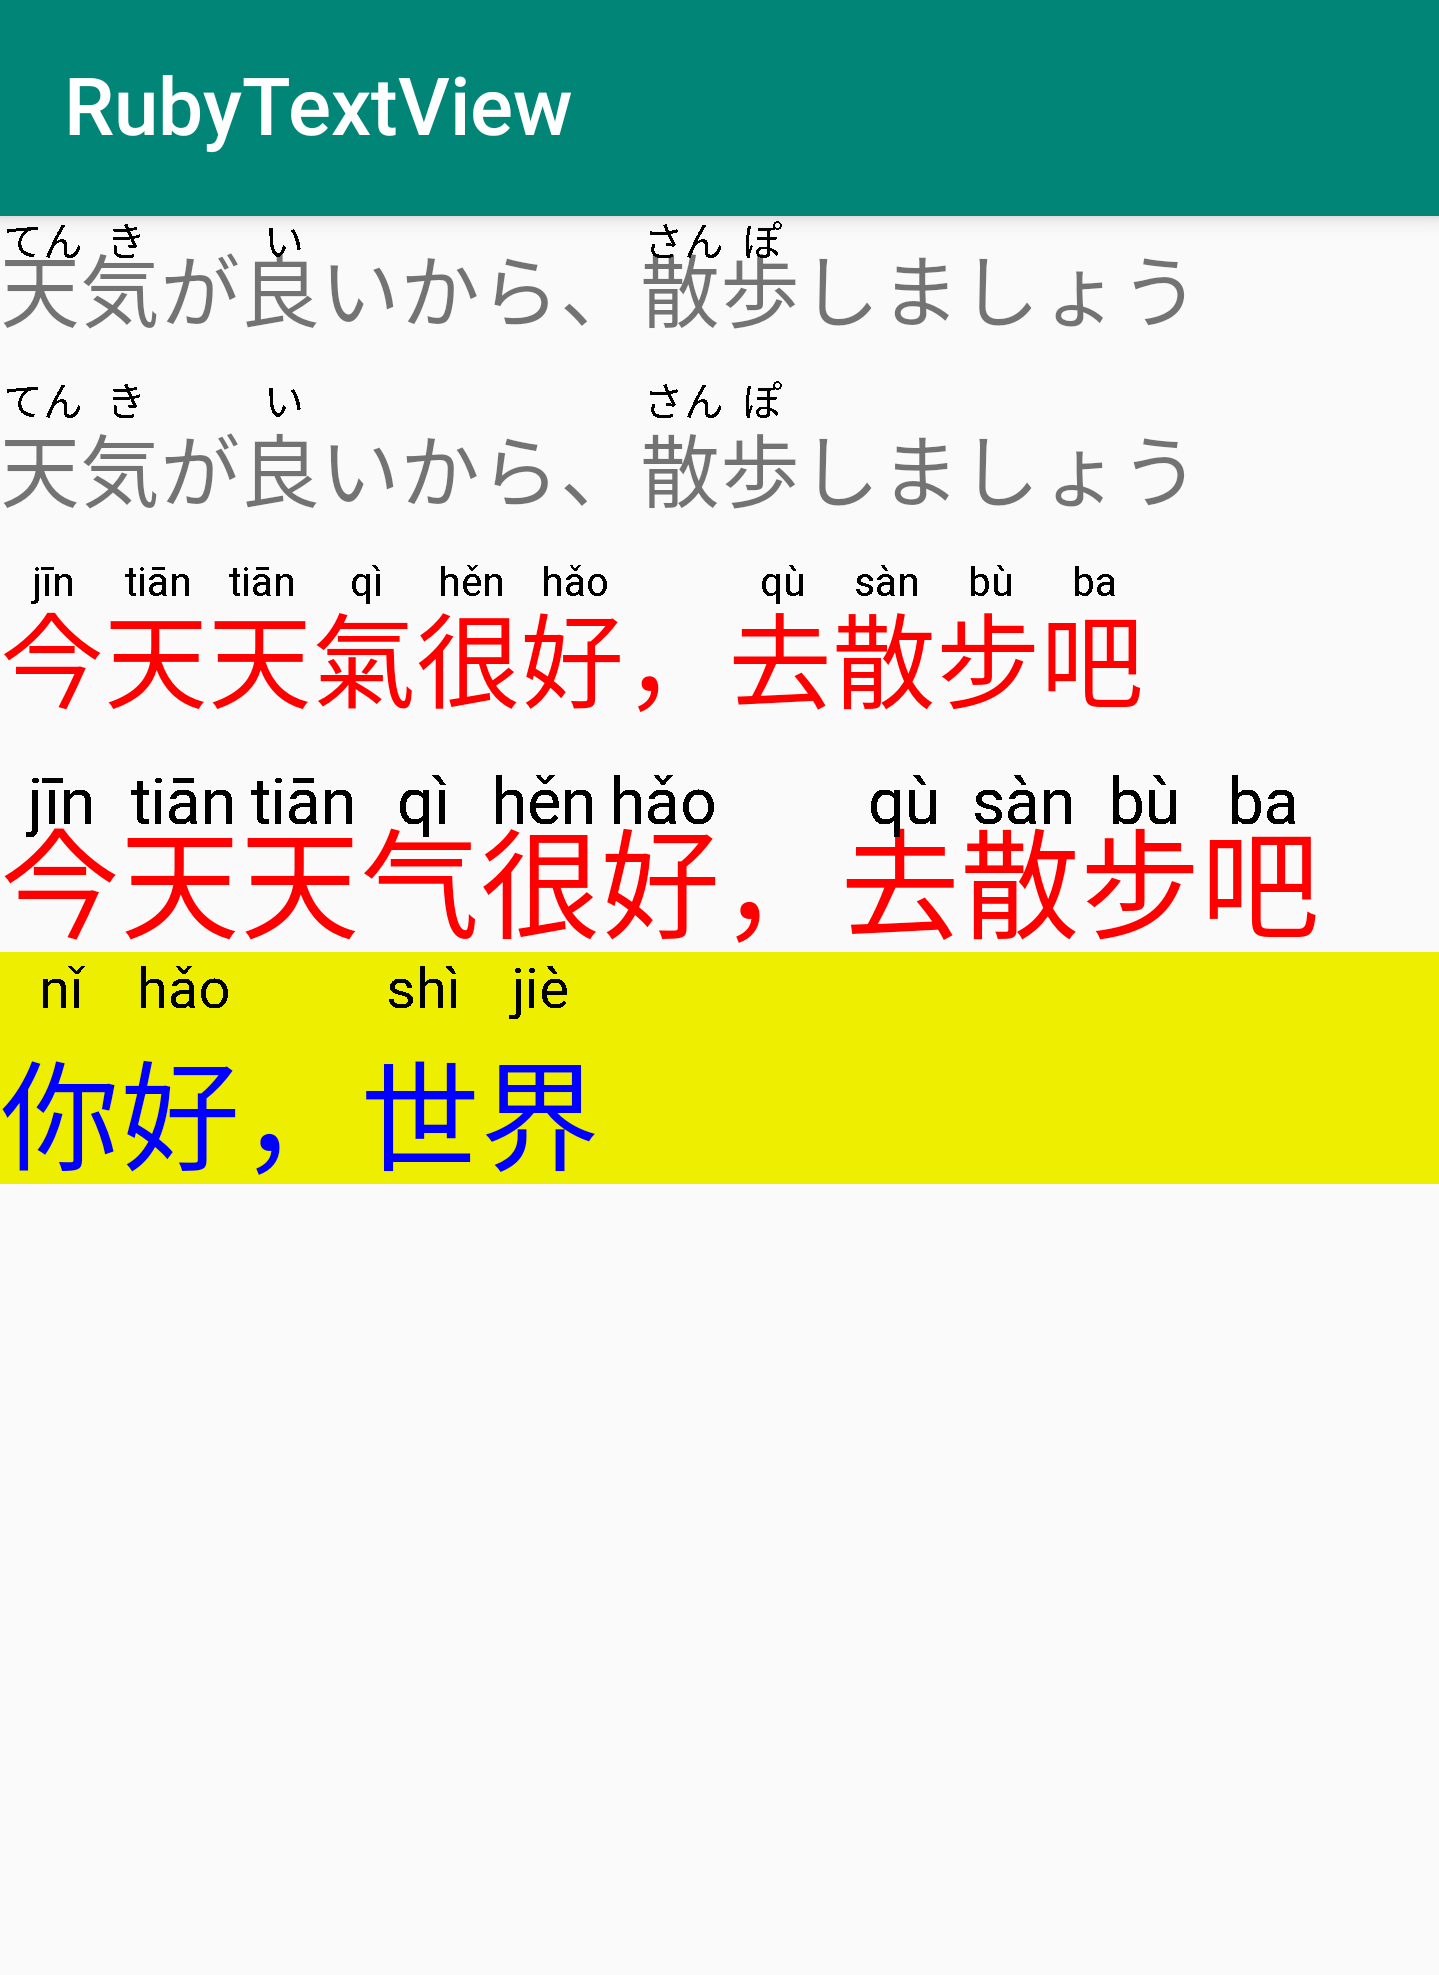 RubyTextView
てん き い さん ぽ
天気が良いから、散歩しましょう
てん き い さん ぽ
天気が良いから、散歩しましょう
jīn tiān tiān qì hěn hǎo qù sàn bù ba
今天天氣很好，去散步吧
jīn tiān tiān qì hěn hǎo qù sàn bù ba
今天天气很好，去散步吧
nǐ hǎo shì jiè
你好，世界